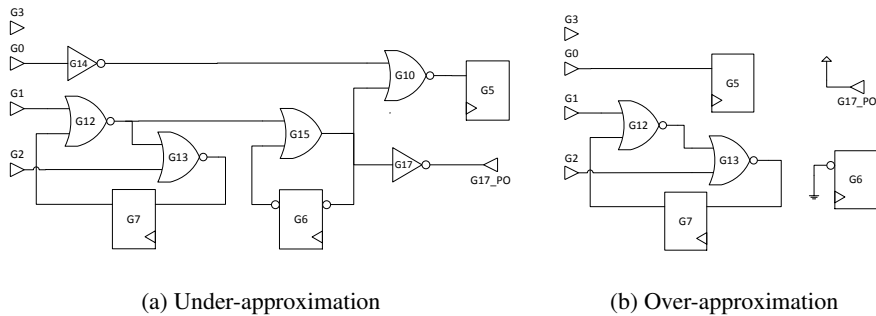 G3
G0
G14
G10
G5
G1
G12
G15
G13
G17
G17_PO
G2
G7
G6
(a) Under-approximation
G3
G0
G5
G17_PO
G1
G12
G13
G2
G6
G7
(b) Over-approximation